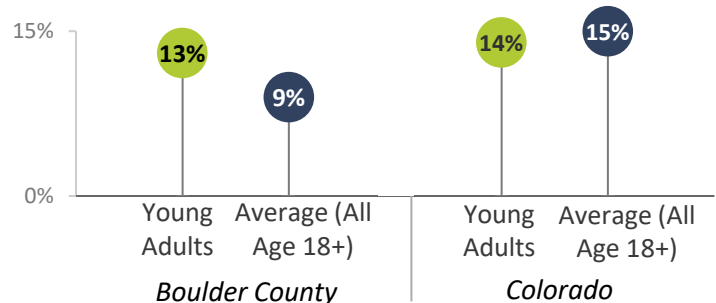 15%
13%
9%
14%
15%
0%
Young
Adults
Average (All
Age 18+)
Young
Adults
Average (All
Age 18+)
Boulder County
Colorado